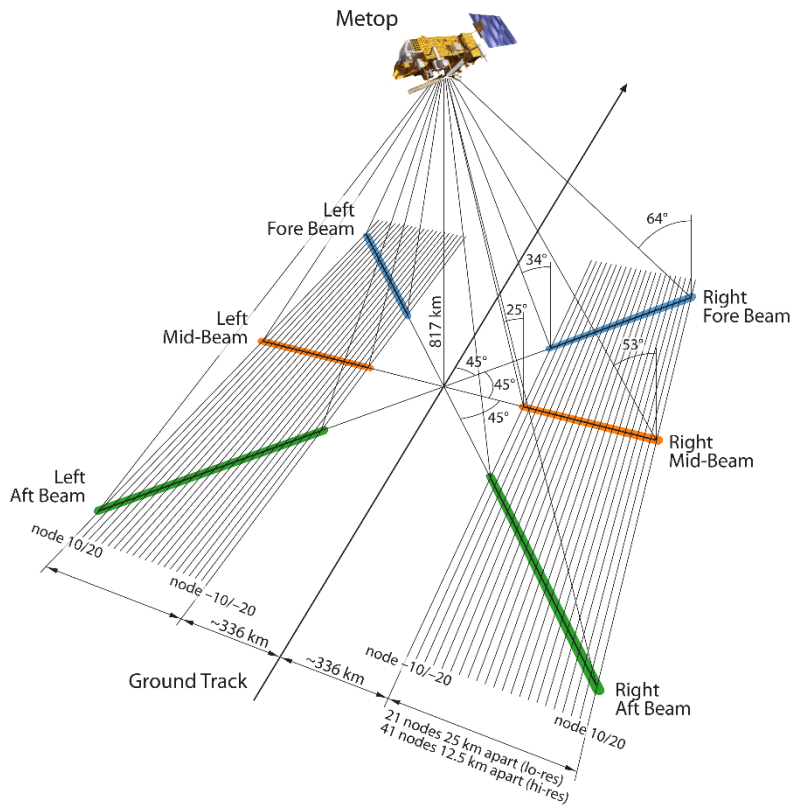 Metop
Left
Fore Beam
64°
34°
Left
Mid-Beam
817 km
25°
Right
Fore Beam
53°
45°
45°
45°
Right
Mid-Beam
Left
Aft Beam
node 10/20
node –10/–20
~336 km
~336 km
node –10/–20
Ground Track
Right
Aft Beam
node 10/20
21 nodes 25 km apart (lo-res)
41 nodes 12.5 km apart (hi-res)